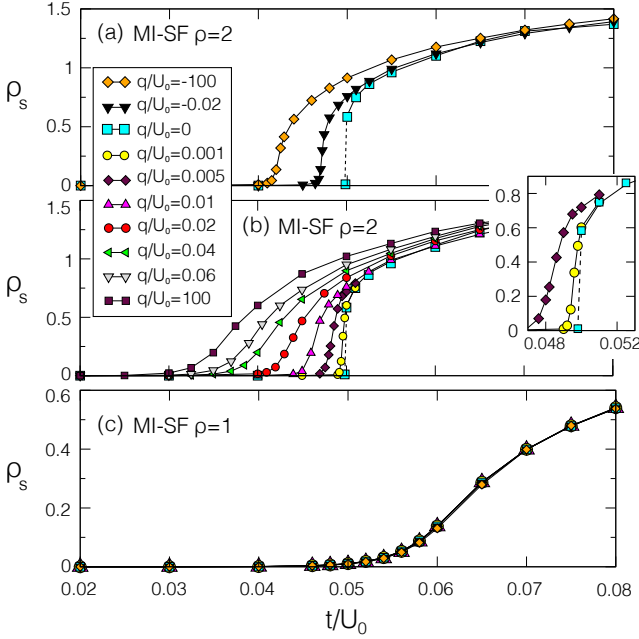 1.5
(a) MI-SF ρ=2
1
ρs
0.5
0
q/U₀=-100
q/U₀=-0.02
q/U₀=0
q/U₀=0.001
q/U₀=0.005
q/U₀=0.01
q/U₀=0.02
q/U₀=0.04
q/U₀=0.06
q/U₀=100
1.5
(b) MI-SF ρ=2
1
ρs
0.5
0
0.8
0.6
0.4
0.2
0
0.048 0.052
0.6
(c) MI-SF ρ=1
0.4
ρs
0.2
0
0.02 0.03 0.04 0.05 0.06 0.07 0.08
t/U₀